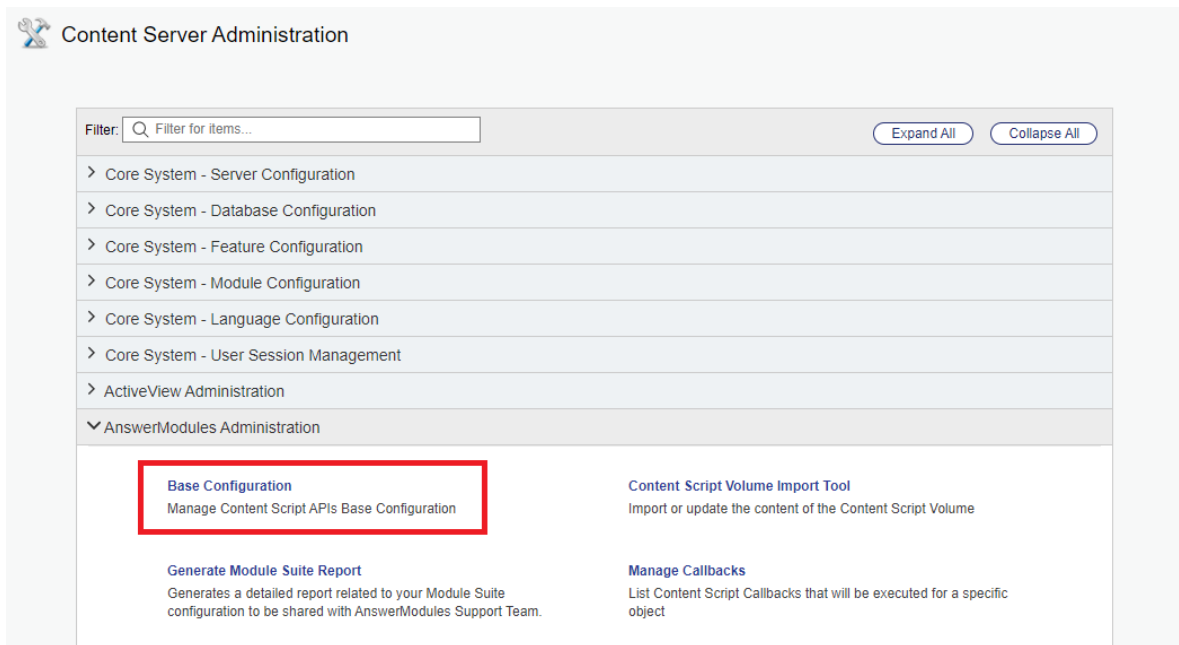 Content Server Administration
Filter: Filter for items...
Expand All
Collapse All
Core System - Server Configuration
Core System - Database Configuration
Core System - Feature Configuration
Core System - Module Configuration
Core System - Language Configuration
Core System - User Session Management
ActiveView Administration
AnswerModules Administration
Base Configuration
Manage Content Script APIs Base Configuration
Content Script Volume Import Tool
Import or update the content of the Content Script Volume
Generate Module Suite Report
Generates a detailed report related to your Module Suite
configuration to be shared with AnswerModules Support Team.
Manage Callbacks
List Content Script Callbacks that will be executed for a specific
object